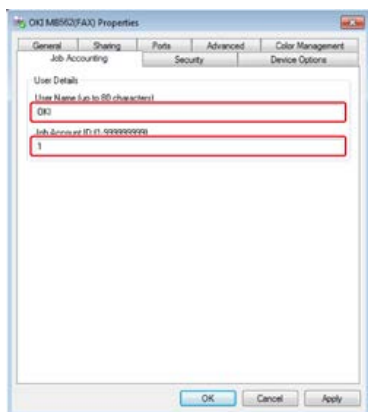 OKI MB562(FAX) Properties
General Sharing Ports Advanced Color Management
Job Accounting Security Device Options
User Details
User Name (up to 80 characters)
OKI
Job Account ID (1-999999999)
1
OK Cancel Apply